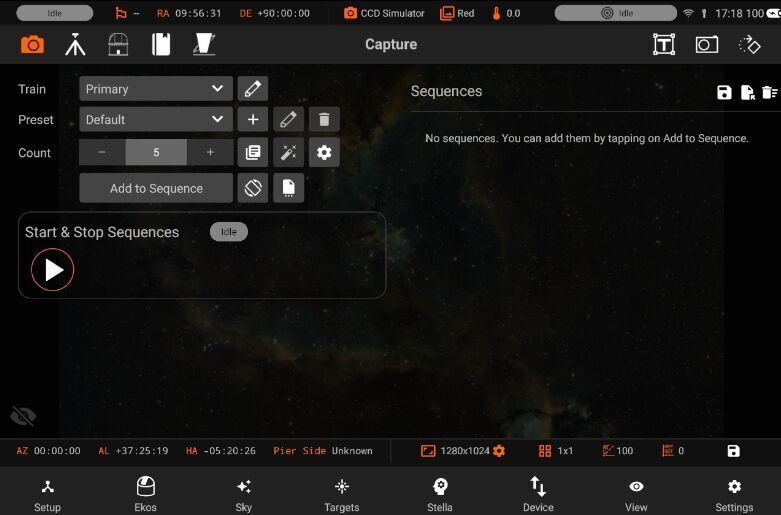 Idle – RA 09:56:31 DE +90:00:00 CCD Simulator Red 0.0 Idle 17:18 100
Capture
Train Primary
Sequences
Preset Default
No sequences. You can add them by tapping on Add to Sequence.
Count − 5 +
Add to Sequence
Start & Stop Sequences Idle
AZ 00:00:00 AL +37:25:19 HA -05:20:26 Pier Side Unknown 1280x1024 1x1 100 0
Setup Ekos Sky Targets Stella Device View Settings